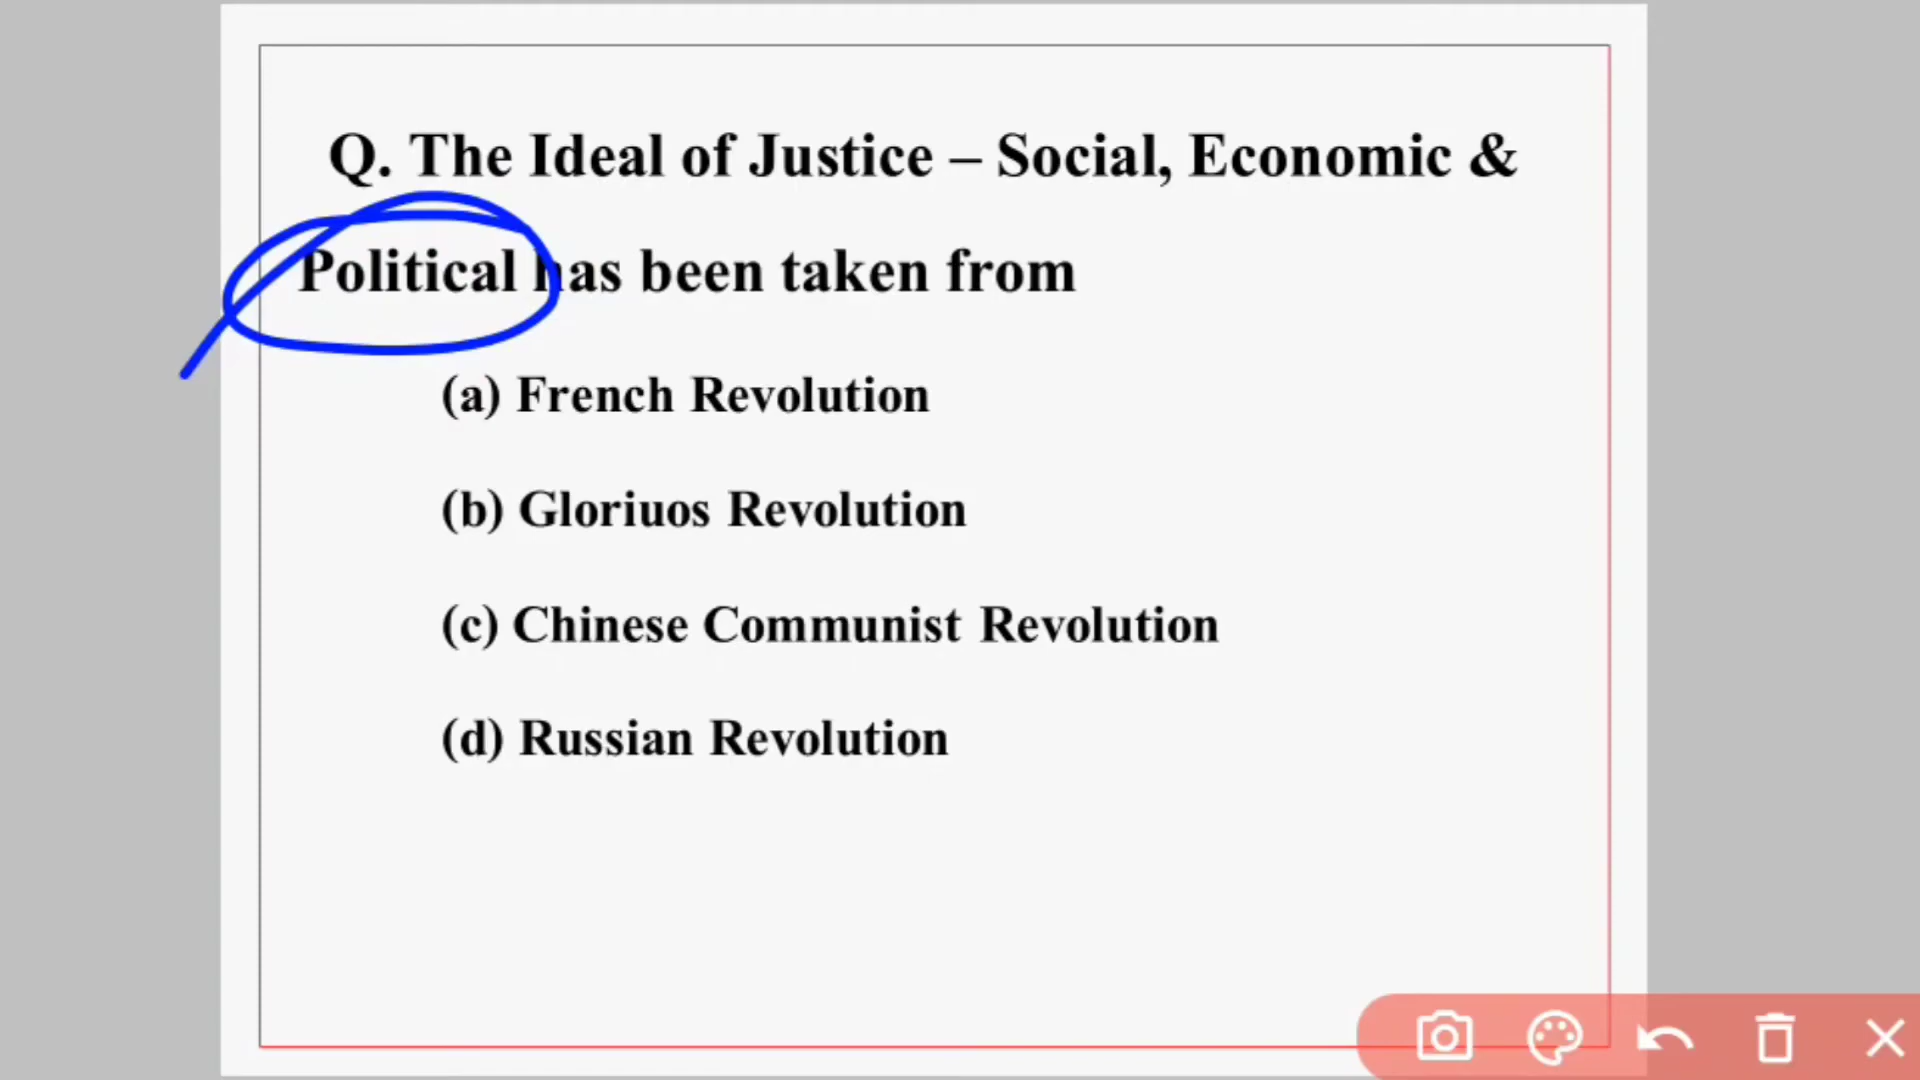 Q. The Ideal of Justice – Social, Economic &
Political has been taken from
(a) French Revolution
(b) Gloriuos Revolution
(c) Chinese Communist Revolution
(d) Russian Revolution